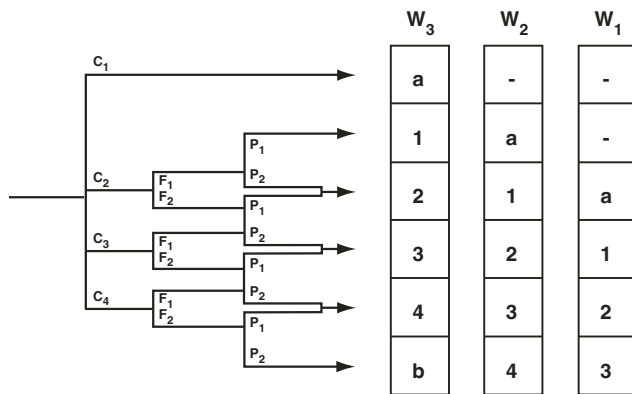 W3 W2 W1
C1
a - -
P1
1 a -
P2
C2 F1
F2 P1
2 1 a
P2
C3 F1
F2 P1
3 2 1
P2
C4 F1
F2 P1
4 3 2
P2
b 4 3